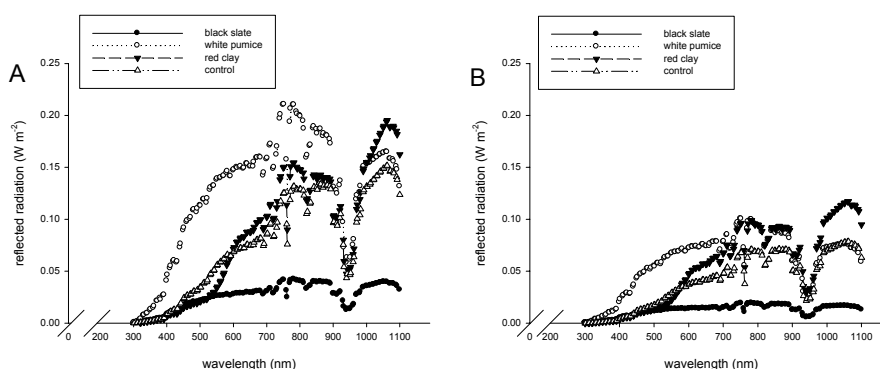 A
black slate
white pumice
red clay
control
reflected radiation (W m-2)
0.25
0.20
0.15
0.10
0.05
0.00
0 200 300 400 500 600 700 800 900 1000 1100
wavelength (nm)
B
black slate
white pumice
red clay
control
reflected radiation (W m-2)
0.25
0.20
0.15
0.10
0.05
0.00
0 200 300 400 500 600 700 800 900 1000 1100
wavelength (nm)